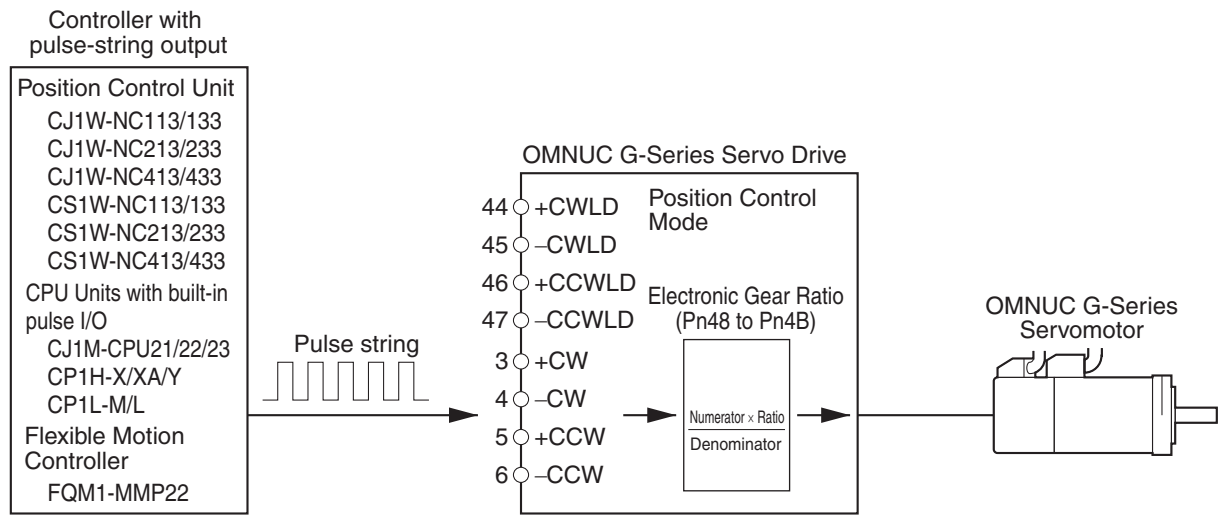 Controller with
pulse-string output
Position Control Unit
CJ1W-NC113/133
CJ1W-NC213/233
CJ1W-NC413/433
CS1W-NC113/133
CS1W-NC213/233
CS1W-NC413/433
CPU Units with built-in
pulse I/O
CJ1M-CPU21/22/23
CP1H-X/XA/Y
CP1L-M/L
Flexible Motion
Controller
FQM1-MMP22
Pulse string
OMNUC G-Series Servo Drive
44 +CWLD
45 –CWLD
46 +CCWLD
47 –CCWLD
3 +CW
4 –CW
5 +CCW
6 –CCW
Position Control
Mode
Electronic Gear Ratio
(Pn48 to Pn4B)
Numerator × Ratio
Denominator
OMNUC G-Series
Servomotor